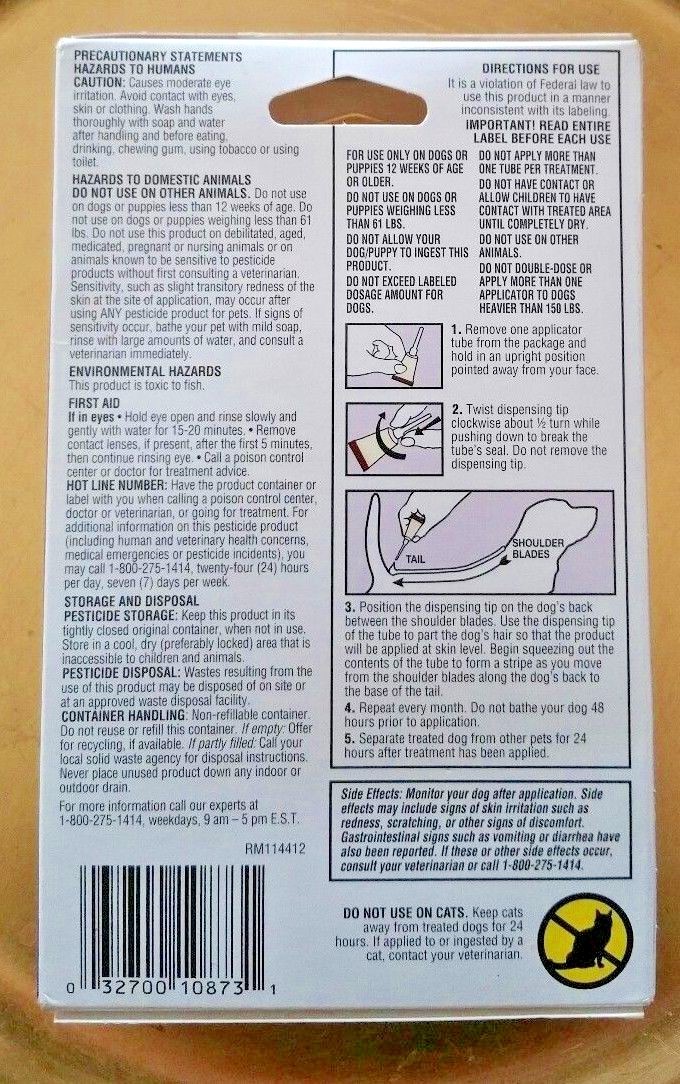 PRECAUTIONARY STATEMENTS
HAZARDS TO HUMANS
CAUTION: Causes moderate eye
irritation. Avoid contact with eyes,
skin or clothing. Wash hands
thoroughly with soap and water
after handling and before eating,
drinking, chewing gum, using tobacco or using
toilet.
HAZARDS TO DOMESTIC ANIMALS
DO NOT USE ON OTHER ANIMALS. Do not use
on dogs or puppies less than 12 weeks of age. Do
not use on dogs or puppies weighing less than 61
lbs. Do not use this product on debilitated, aged,
medicated, pregnant or nursing animals or on
animals known to be sensitive to pesticide
products without first consulting a veterinarian.
Sensitivity, such as slight transitory redness of the
skin at the site of application, may occur after
using ANY pesticide product for pets. If signs of
sensitivity occur, bathe your pet with mild soap,
rinse with large amounts of water, and consult a
veterinarian immediately.
ENVIRONMENTAL HAZARDS
This product is toxic to fish.
FIRST AID
If in eyes • Hold eye open and rinse slowly and
gently with water for 15-20 minutes. • Remove
contact lenses, if present, after the first 5 minutes,
then continue rinsing eye. • Call a poison control
center or doctor for treatment advice.
HOT LINE NUMBER: Have the product container or
label with you when calling a poison control center,
doctor or veterinarian, or going for treatment. For
additional information on this pesticide product
(including human and veterinary health concerns,
medical emergencies or pesticide incidents), you
may call 1-800-275-1414, twenty-four (24) hours
per day, seven (7) days per week.
STORAGE AND DISPOSAL
PESTICIDE STORAGE: Keep this product in its
tightly closed original container, when not in use.
Store in a cool, dry (preferably locked) area that is
inaccessible to children and animals.
PESTICIDE DISPOSAL: Wastes resulting from the
use of this product may be disposed of on site or
at an approved waste disposal facility.
CONTAINER HANDLING: Non-refillable container.
Do not reuse or refill this container. If empty: Offer
for recycling, if available. If partly filled: Call your
local solid waste agency for disposal instructions.
Never place unused product down any indoor or
outdoor drain.
For more information call our experts at
1-800-275-1414, weekdays, 9 am – 5 pm E.S.T.
RM114412
0 32700 10873 1
DIRECTIONS FOR USE
It is a violation of Federal law to
use this product in a manner
inconsistent with its labeling.
IMPORTANT! READ ENTIRE
LABEL BEFORE EACH USE
FOR USE ONLY ON DOGS OR
PUPPIES 12 WEEKS OF AGE
OR OLDER.
DO NOT USE ON DOGS OR
PUPPIES WEIGHING LESS
THAN 61 LBS.
DO NOT ALLOW YOUR
DOG/PUPPY TO INGEST THIS
PRODUCT.
DO NOT EXCEED LABELED
DOSAGE AMOUNT FOR
DOGS.
DO NOT APPLY MORE THAN
ONE TUBE PER TREATMENT.
DO NOT HAVE CONTACT OR
ALLOW CHILDREN TO HAVE
CONTACT WITH TREATED AREA
UNTIL COMPLETELY DRY.
DO NOT USE ON OTHER
ANIMALS.
DO NOT DOUBLE-DOSE OR
APPLY MORE THAN ONE
APPLICATOR TO DOGS
HEAVIER THAN 150 LBS.
1. Remove one applicator
tube from the package and
hold in an upright position
pointed away from your face.
2. Twist dispensing tip
clockwise about ½ turn while
pushing down to break the
tube's seal. Do not remove the
dispensing tip.
TAIL
SHOULDER
BLADES
3. Position the dispensing tip on the dog's back
between the shoulder blades. Use the dispensing tip
of the tube to part the dog's hair so that the product
will be applied at skin level. Begin squeezing out the
contents of the tube to form a stripe as you move
from the shoulder blades along the dog's back to
the base of the tail.
4. Repeat every month. Do not bathe your dog 48
hours prior to application.
5. Separate treated dog from other pets for 24
hours after treatment has been applied.
Side Effects: Monitor your dog after application. Side
effects may include signs of skin irritation such as
redness, scratching, or other signs of discomfort.
Gastrointestinal signs such as vomiting or diarrhea have
also been reported. If these or other side effects occur,
consult your veterinarian or call 1-800-275-1414.
DO NOT USE ON CATS. Keep cats
away from treated dogs for 24
hours. If applied to or ingested by a
cat, contact your veterinarian.